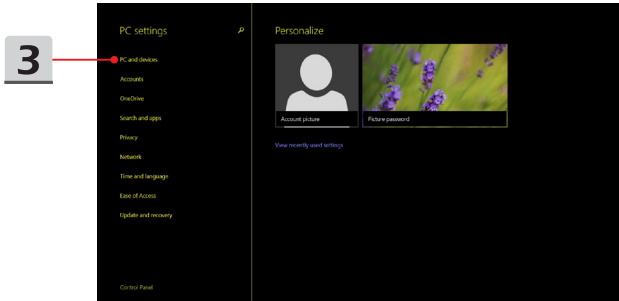 3
PC settings
PC and devices
Accounts
OneDrive
Search and apps
Privacy
Network
Time and language
Ease of Access
Update and recovery
Control Panel
Personalize
Account picture
Picture password
View recently used settings